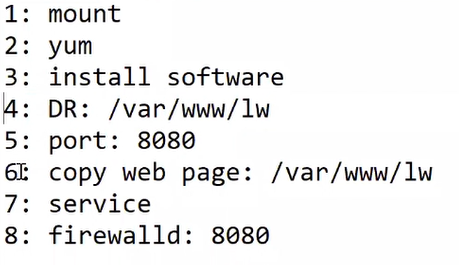 1: mount
2: yum
3: install software
4: DR: /var/www/lw
5: port: 8080
6: copy web page: /var/www/lw
7: service
8: firewalld: 8080